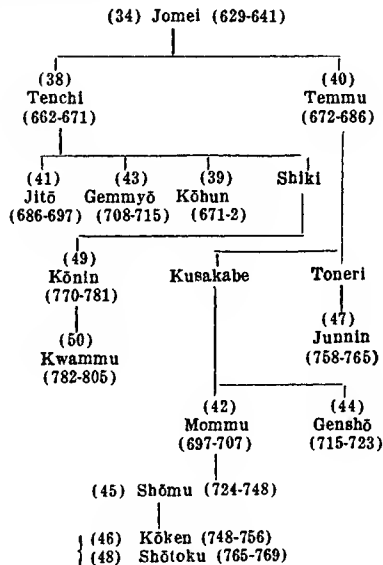 (34) Jomei (629-641)
(38) (40)
Tenchi Temmu
(662-671) (672-686)
(41) (43) (39) Shiki
Jitō Gemmyō Kōbun
(686-697) (708-715) (671-2)
(49)
Kōnin Kusakabe Toneri
(770-781) (47)
(50) Junnin
Kwammu (758-765)
(782-805)
(42) (44)
Mommu Genshō
(697-707) (715-723)
(45) Shōmu (724-748)
(46) Kōken (748-756)
(48) Shōtoku (765-769)